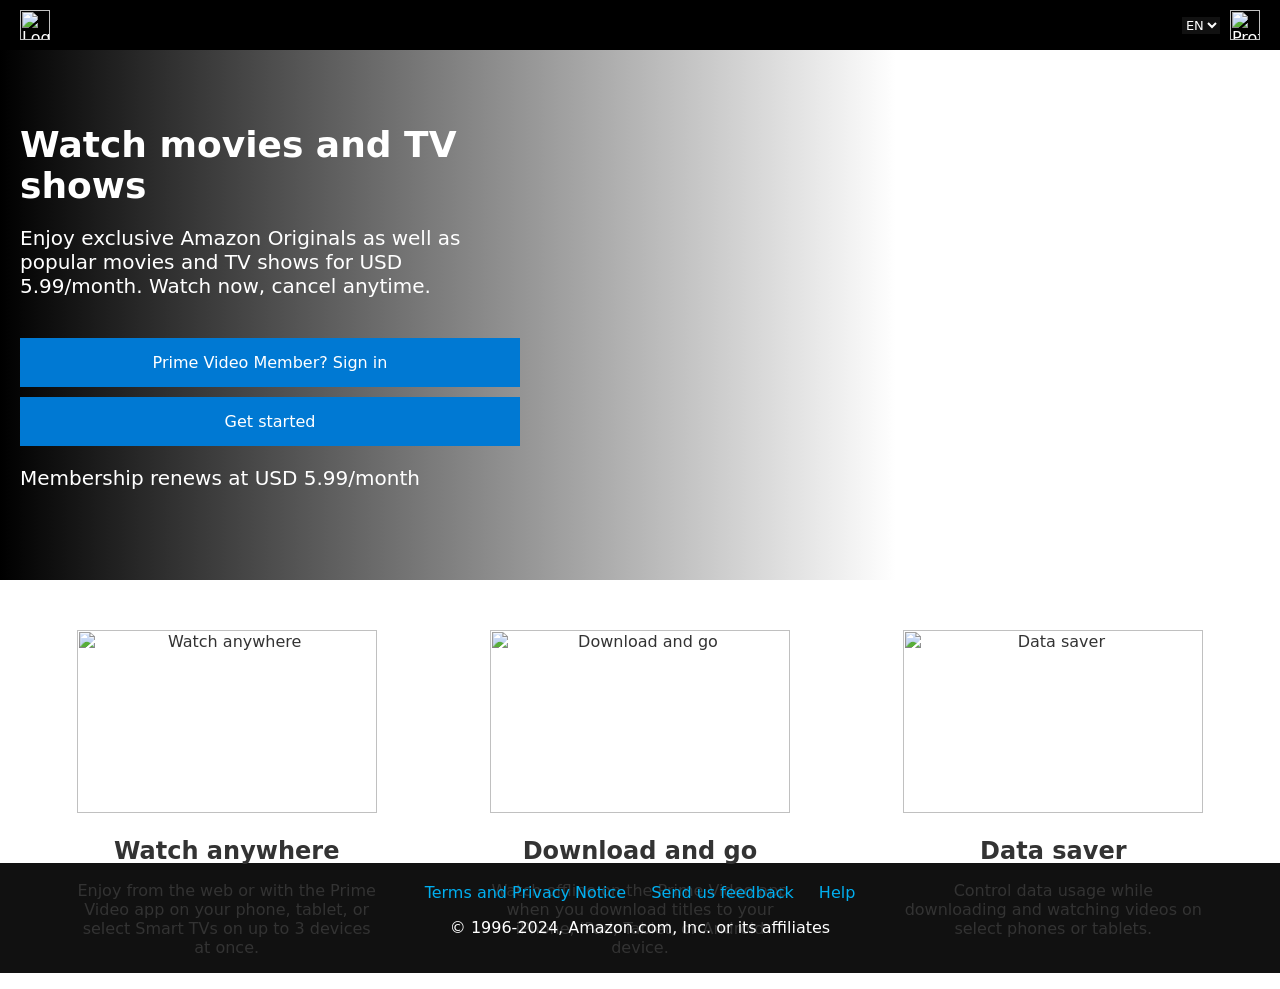 EN
Watch movies and TV
shows
Enjoy exclusive Amazon Originals as well as
popular movies and TV shows for USD
5.99/month. Watch now, cancel anytime.
Prime Video Member? Sign in
Get started
Membership renews at USD 5.99/month
Watch anywhere
Download and go
Data saver
Watch anywhere
Enjoy from the web or with the Prime
Video app on your phone, tablet, or
select Smart TVs on up to 3 devices
at once.
Download and go
when you download titles to your
device.
Data saver
Control data usage while
downloading and watching videos on
select phones or tablets.
Terms and Privacy Notice Send us feedback Help
© 1996-2024, Amazon.com, Inc. or its affiliates